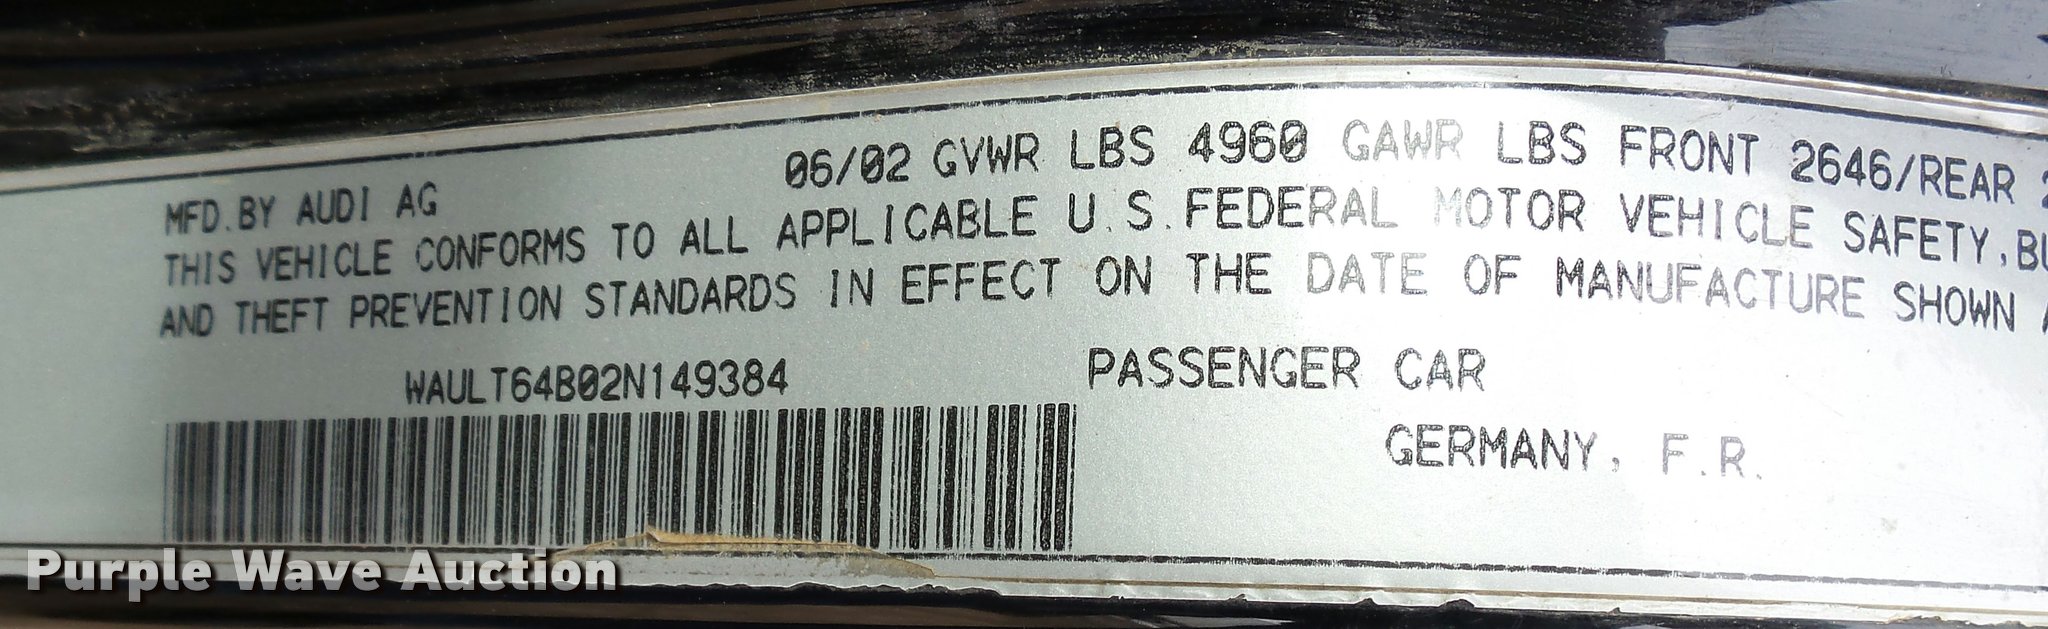 MFD.BY AUDI AG 06/02 GVWR LBS 4960 GAWR LBS FRONT 2646/REAR
THIS VEHICLE CONFORMS TO ALL APPLICABLE U.S.FEDERAL MOTOR VEHICLE SAFETY,
AND THEFT PREVENTION STANDARDS IN EFFECT ON THE DATE OF MANUFACTURE SHOWN
WAULT64B02N149384 PASSENGER CAR
GERMANY, F.R.
Purple Wave Auction